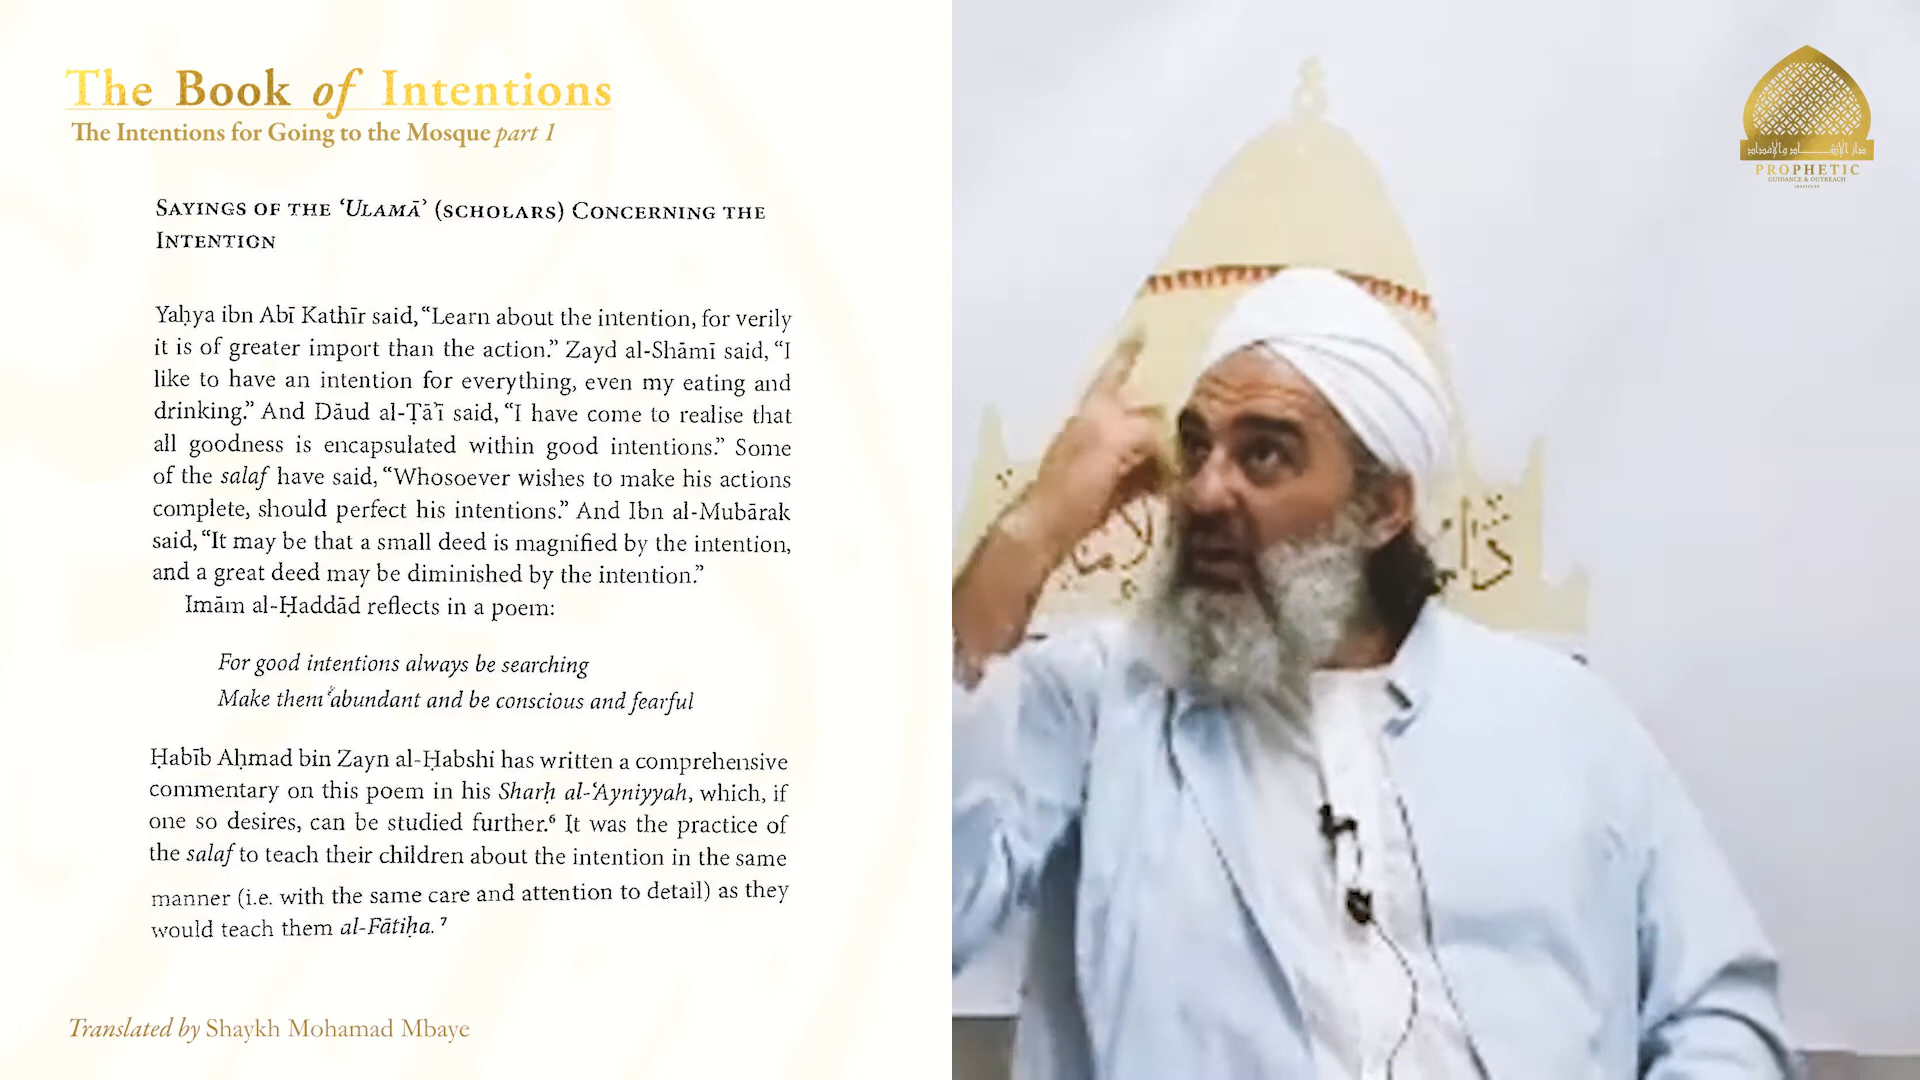 The Book of Intentions
The Intentions for Going to the Mosque part 1
Sayings of the ‘Ulamā’ (scholars) Concerning the
Intention
Yaḥya ibn Abī Kathīr said, “Learn about the intention, for verily
it is of greater import than the action.” Zayd al-Shāmī said, “I
like to have an intention for everything, even my eating and
drinking.” And Dāud al-Ṭā’ī said, “I have come to realise that
all goodness is encapsulated within good intentions.” Some
of the salaf have said, “Whosoever wishes to make his actions
complete, should perfect his intentions.” And Ibn al-Mubārak
said, “It may be that a small deed is magnified by the intention,
and a great deed may be diminished by the intention.”
Imām al-Ḥaddād reflects in a poem:
For good intentions always be searching
Make them abundant and be conscious and fearful
Ḥabīb Aḥmad bin Zayn al-Ḥabshi has written a comprehensive
commentary on this poem in his Sharḥ al-‘Ayniyyah, which, if
one so desires, can be studied further.⁶ It was the practice of
the salaf to teach their children about the intention in the same
manner (i.e. with the same care and attention to detail) as they
would teach them al-Fātiḥa.⁷
Translated by Shaykh Mohamad Mbaye
PROPHETIC
GUIDANCE & OUTREACH
INSTITUTE